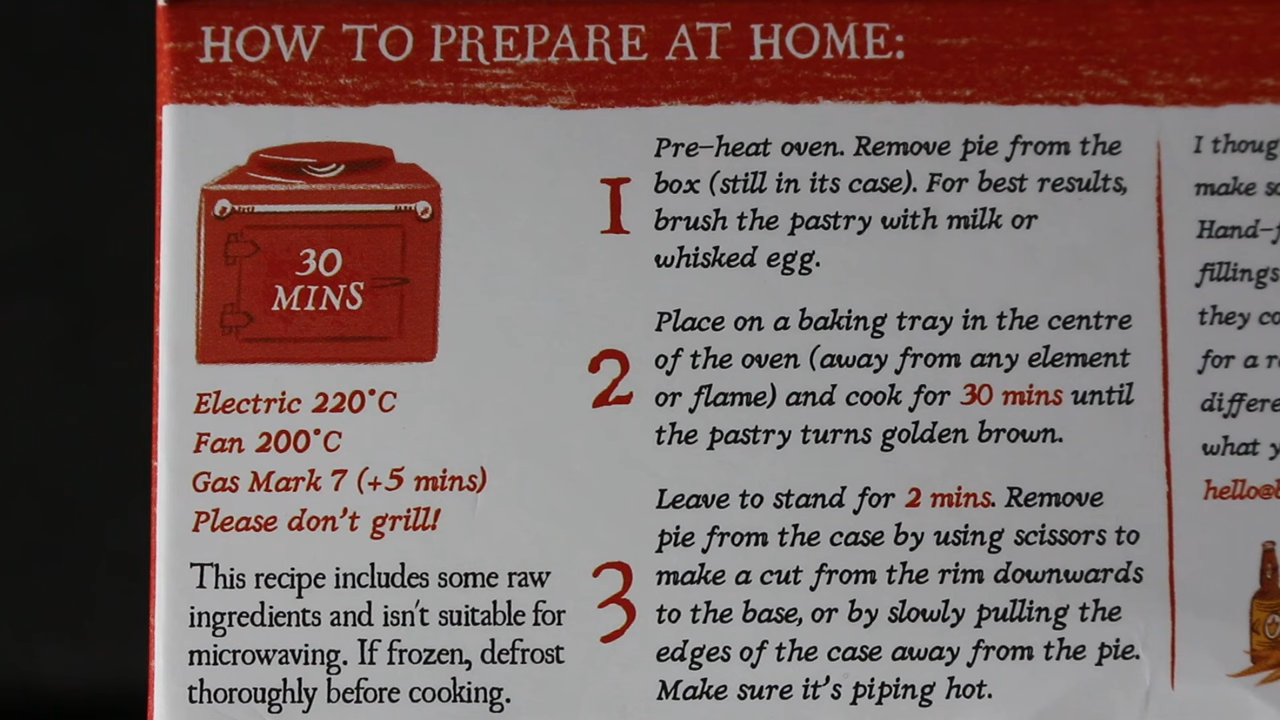 HOW TO PREPARE AT HOME:
30
MINS
Electric 220°C
Fan 200°C
Gas Mark 7 (+5 mins)
Please don't grill!
This recipe includes some raw
ingredients and isn't suitable for
microwaving. If frozen, defrost
thoroughly before cooking.
1
Pre-heat oven. Remove pie from the
box (still in its case). For best results,
brush the pastry with milk or
whisked egg.
2
Place on a baking tray in the centre
of the oven (away from any element
or flame) and cook for 30 mins until
the pastry turns golden brown.
3
Leave to stand for 2 mins. Remove
pie from the case by using scissors to
make a cut from the rim downwards
to the base, or by slowly pulling the
edges of the case away from the pie.
Make sure it's piping hot.
I
make
fillings
they
for a
what